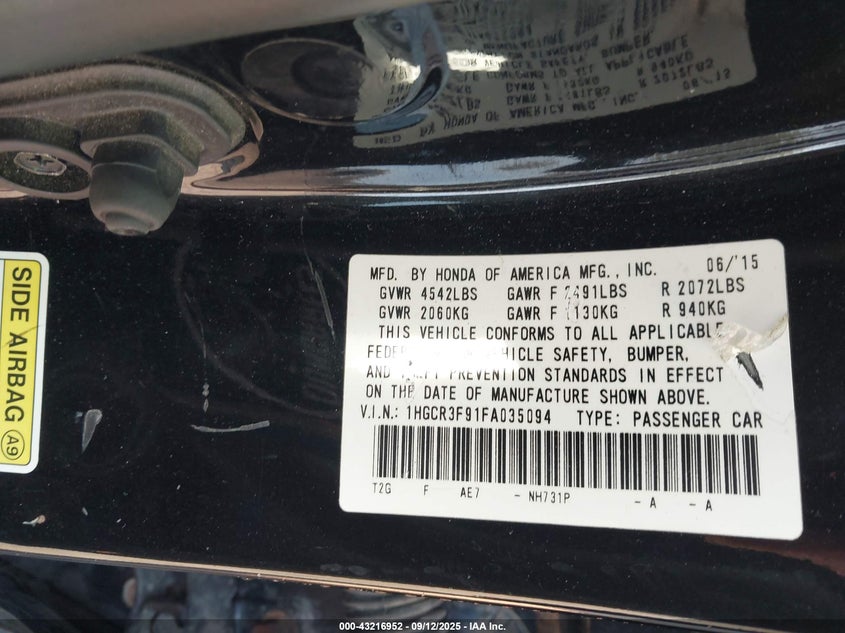 MFD. BY HONDA OF AMERICA MFG., INC. 06/'15
GVWR 4542LBS GAWR F 2491LBS R 2072LBS
GVWR 2060KG GAWR F 1130KG R 940KG
THIS VEHICLE CONFORMS TO ALL APPLICABLE
VEHICLE SAFETY, BUMPER,
AND PREVENTION STANDARDS IN EFFECT
ON THE DATE OF MANUFACTURE SHOWN ABOVE.
V.I.N.: 1HGCR3F91FA035094 TYPE: PASSENGER CAR
T2G F AE7 - NH731P - A - A
SIDE AIRBAG A9
000-43216952 - 09/12/2025 - IAA Inc.